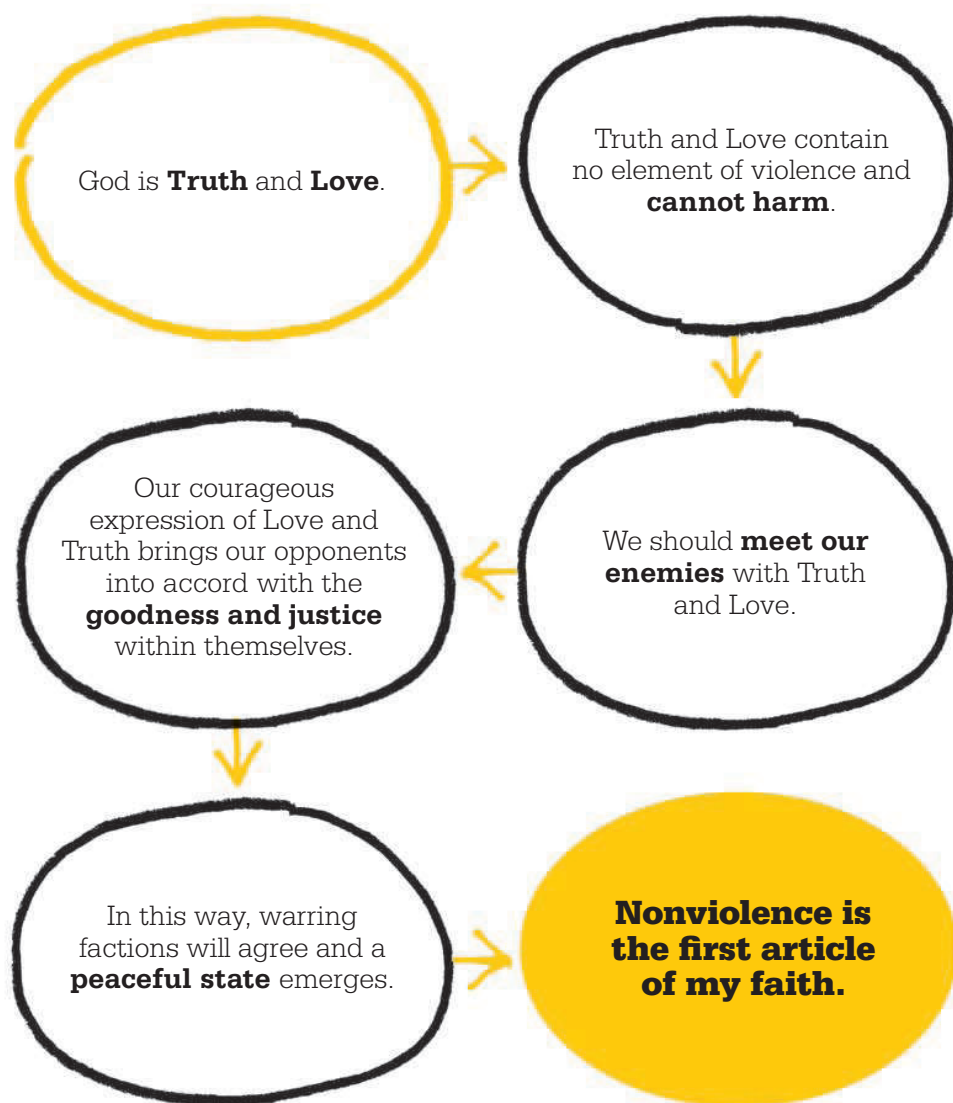 God is Truth and Love.
Truth and Love contain
no element of violence and
cannot harm.
We should meet our
enemies with Truth
and Love.
Our courageous
expression of Love and
Truth brings our opponents
into accord with the
goodness and justice
within themselves.
In this way, warring
factions will agree and a
peaceful state emerges.
Nonviolence is
the first article
of my faith.